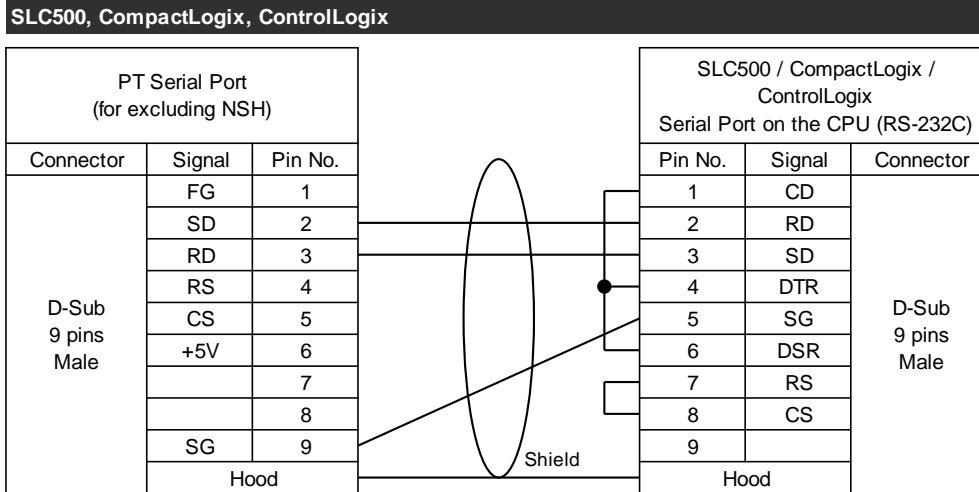 SLC500, CompactLogix, ControlLogix
PT Serial Port
(for excluding NSH)
Connector Signal Pin No.
FG 1
SD 2
RD 3
RS 4
CS 5
+5V 6
7
8
SG 9
Hood
D-Sub
9 pins
Male
Shield
SLC500 / CompactLogix /
ControlLogix
Serial Port on the CPU (RS-232C)
Pin No. Signal Connector
1 CD
2 RD
3 SD
4 DTR
5 SG
6 DSR
7 RS
8 CS
9
Hood
D-Sub
9 pins
Male